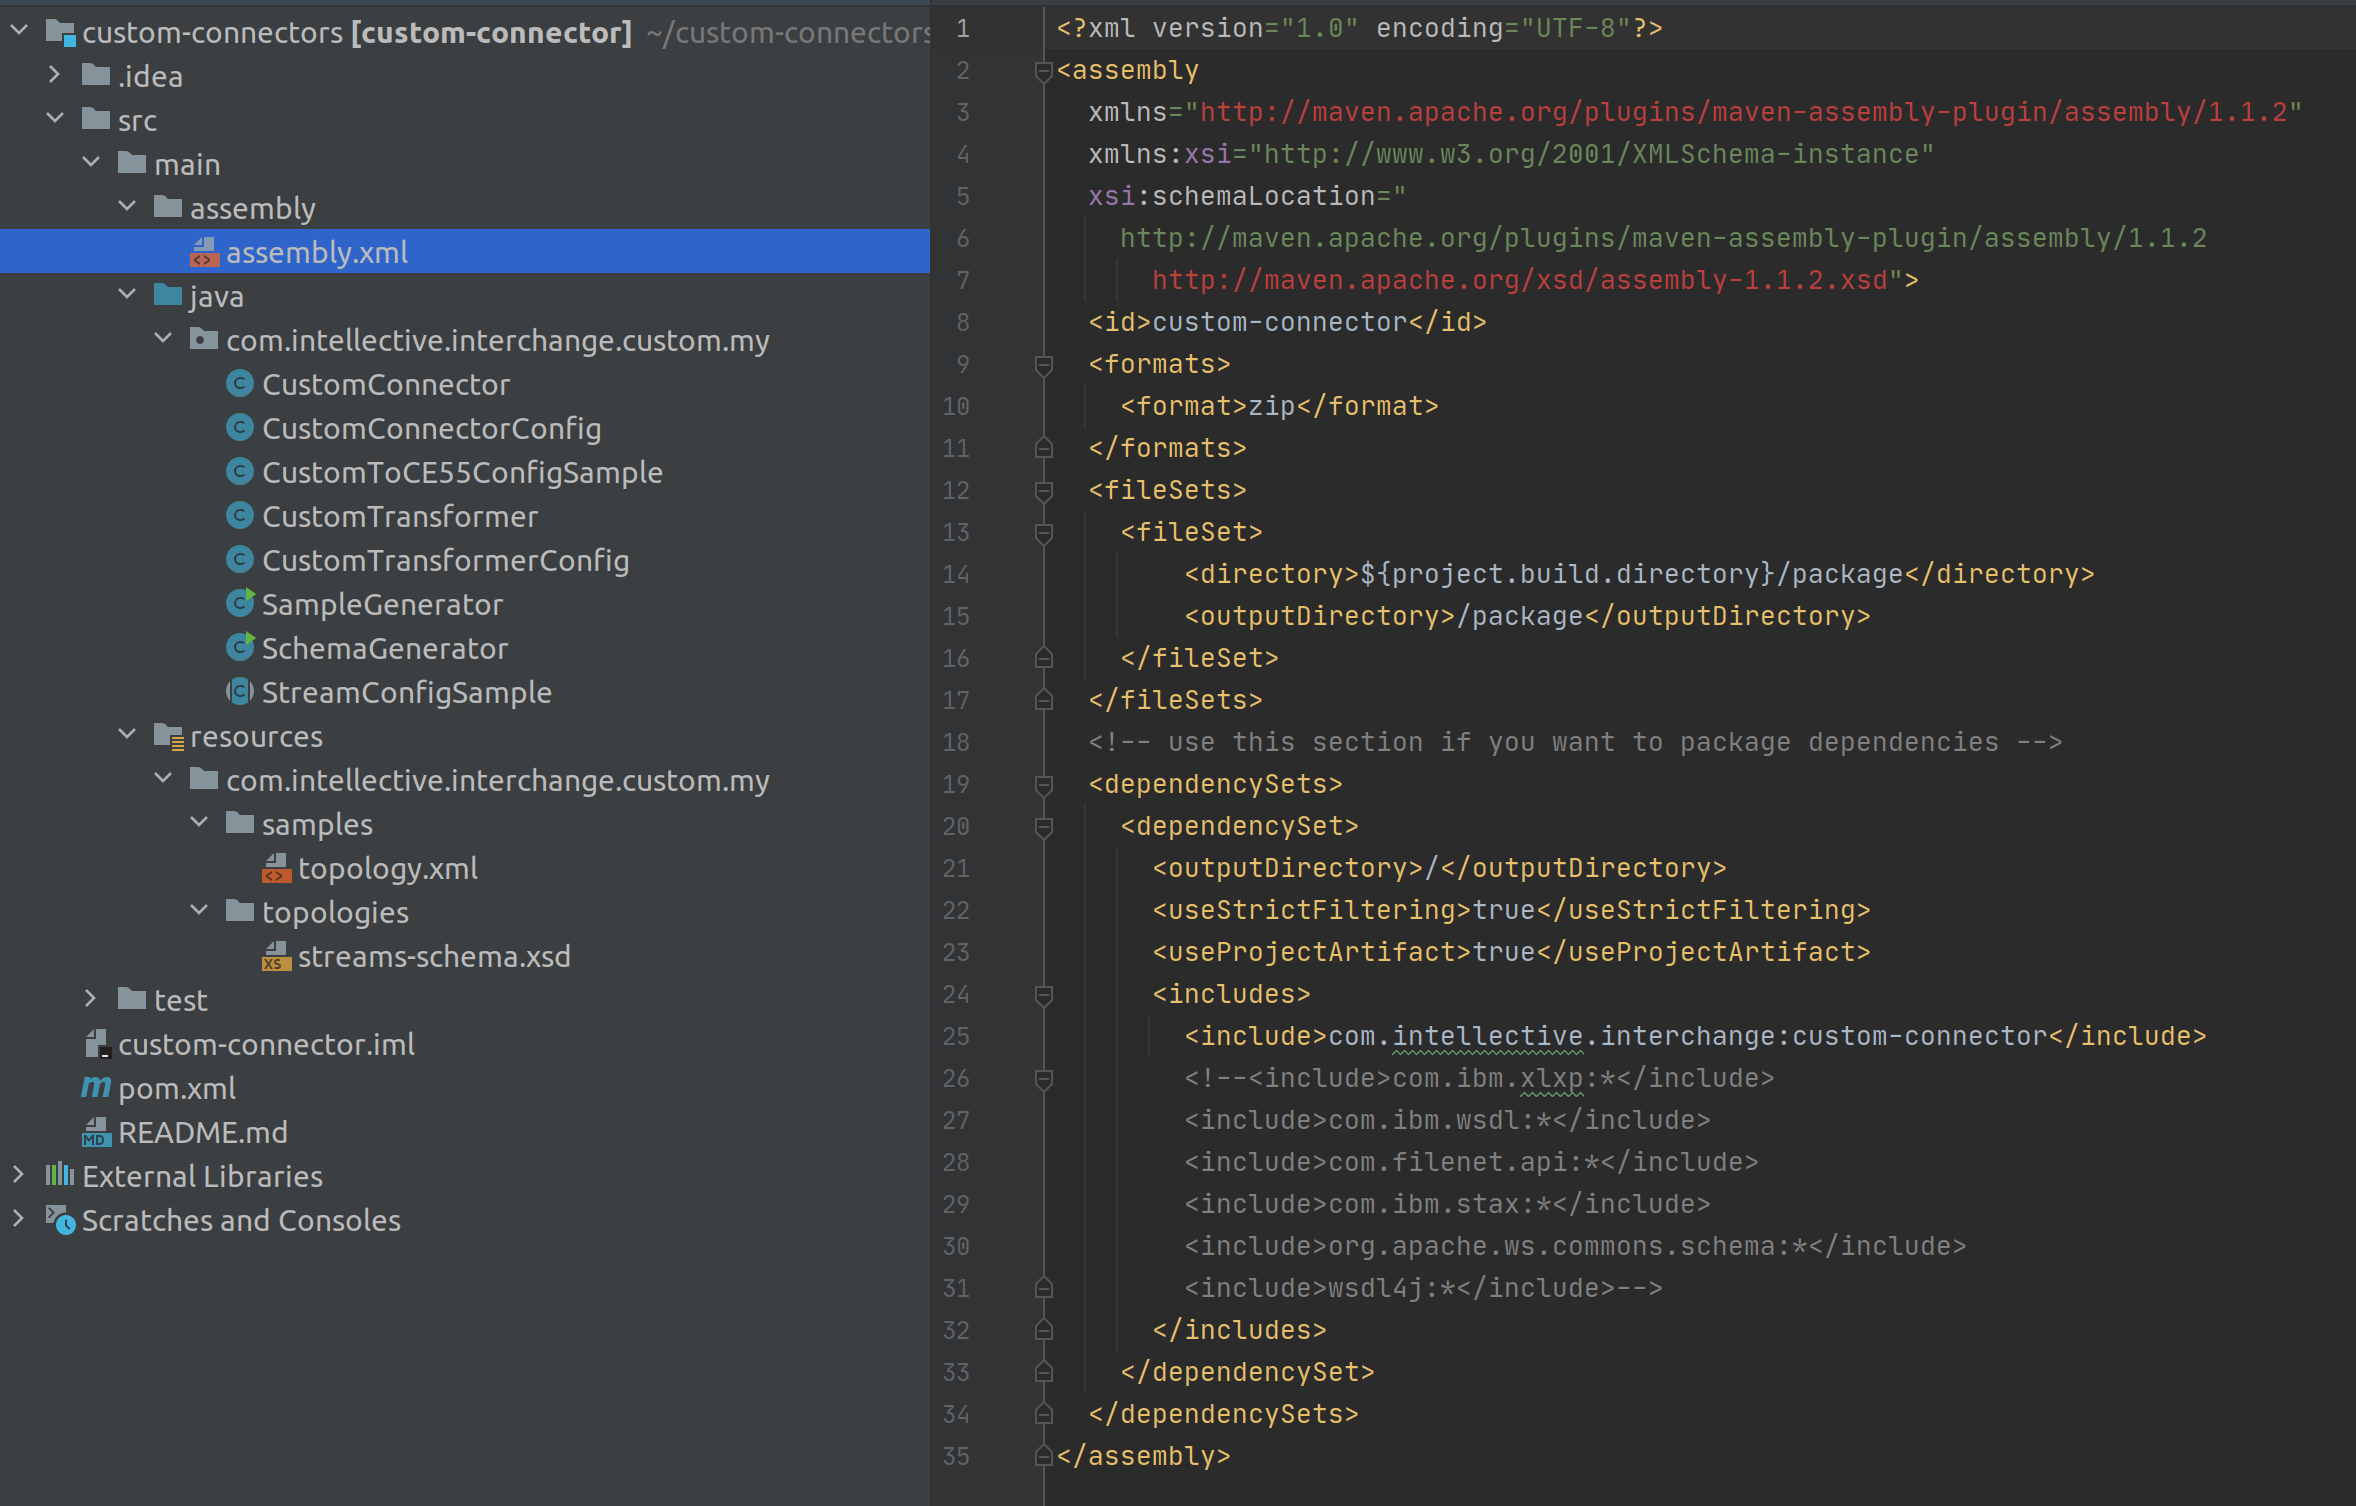 custom-connectors [custom-connector] ~/custom-connectors
.idea
src
main
assembly
assembly.xml
java
com.intellective.interchange.custom.my
CustomConnector
CustomConnectorConfig
CustomToCE55ConfigSample
CustomTransformer
CustomTransformerConfig
SampleGenerator
SchemaGenerator
StreamConfigSample
resources
com.intellective.interchange.custom.my
samples
topology.xml
topologies
streams-schema.xsd
test
custom-connector.iml
pom.xml
README.md
External Libraries
Scratches and Consoles
1 <?xml version="1.0" encoding="UTF-8"?>
2 <assembly
3 xmlns="http://maven.apache.org/plugins/maven-assembly-plugin/assembly/1.1.2"
4 xmlns:xsi="http://www.w3.org/2001/XMLSchema-instance"
5 xsi:schemaLocation="
6 http://maven.apache.org/plugins/maven-assembly-plugin/assembly/1.1.2
7 http://maven.apache.org/xsd/assembly-1.1.2.xsd">
8 <id>custom-connector</id>
9 <formats>
10 <format>zip</format>
11 </formats>
12 <fileSets>
13 <fileSet>
14 <directory>${project.build.directory}/package</directory>
15 <outputDirectory>/package</outputDirectory>
16 </fileSet>
17 </fileSets>
18 <!-- use this section if you want to package dependencies -->
19 <dependencySets>
20 <dependencySet>
21 <outputDirectory>/</outputDirectory>
22 <useStrictFiltering>true</useStrictFiltering>
23 <useProjectArtifact>true</useProjectArtifact>
24 <includes>
25 <include>com.intellective.interchange:custom-connector</include>
26 <!--<include>com.ibm.xlxp:*</include>
27 <include>com.ibm.wsdl:*</include>
28 <include>com.filenet.api:*</include>
29 <include>com.ibm.stax:*</include>
30 <include>org.apache.ws.commons.schema:*</include>
31 <include>wsdl4j:*</include>-->
32 </includes>
33 </dependencySet>
34 </dependencySets>
35 </assembly>